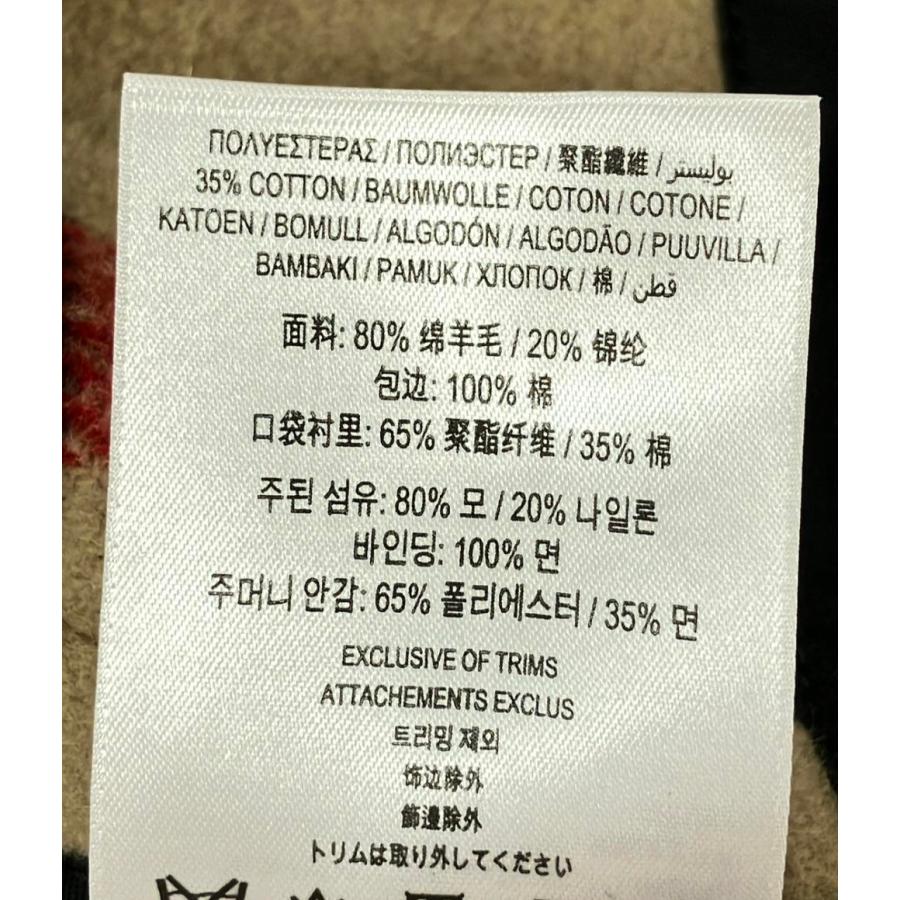 ΠΟΛΥΕΣΤΕΡΑΣ / ПОЛИЭСТЕР / 聚酯纖維 / بوليستر
35% COTTON / BAUMWOLLE / COTON / COTONE /
KATOEN / BOMULL / ALGODÓN / ALGODÃO / PUUVILLA /
BAMBAKI / PAMUK / ХЛОПОК / 棉 / قطن
面料: 80% 绵羊毛 / 20% 锦纶
包边: 100% 棉
口袋衬里: 65% 聚酯纤维 / 35% 棉
주된 섬유: 80% 모 / 20% 나일론
바인딩: 100% 면
주머니 안감: 65% 폴리에스터 / 35% 면
EXCLUSIVE OF TRIMS
ATTACHEMENTS EXCLUS
트리밍 제외
饰边除外
飾邊除外
トリムは取り外してください